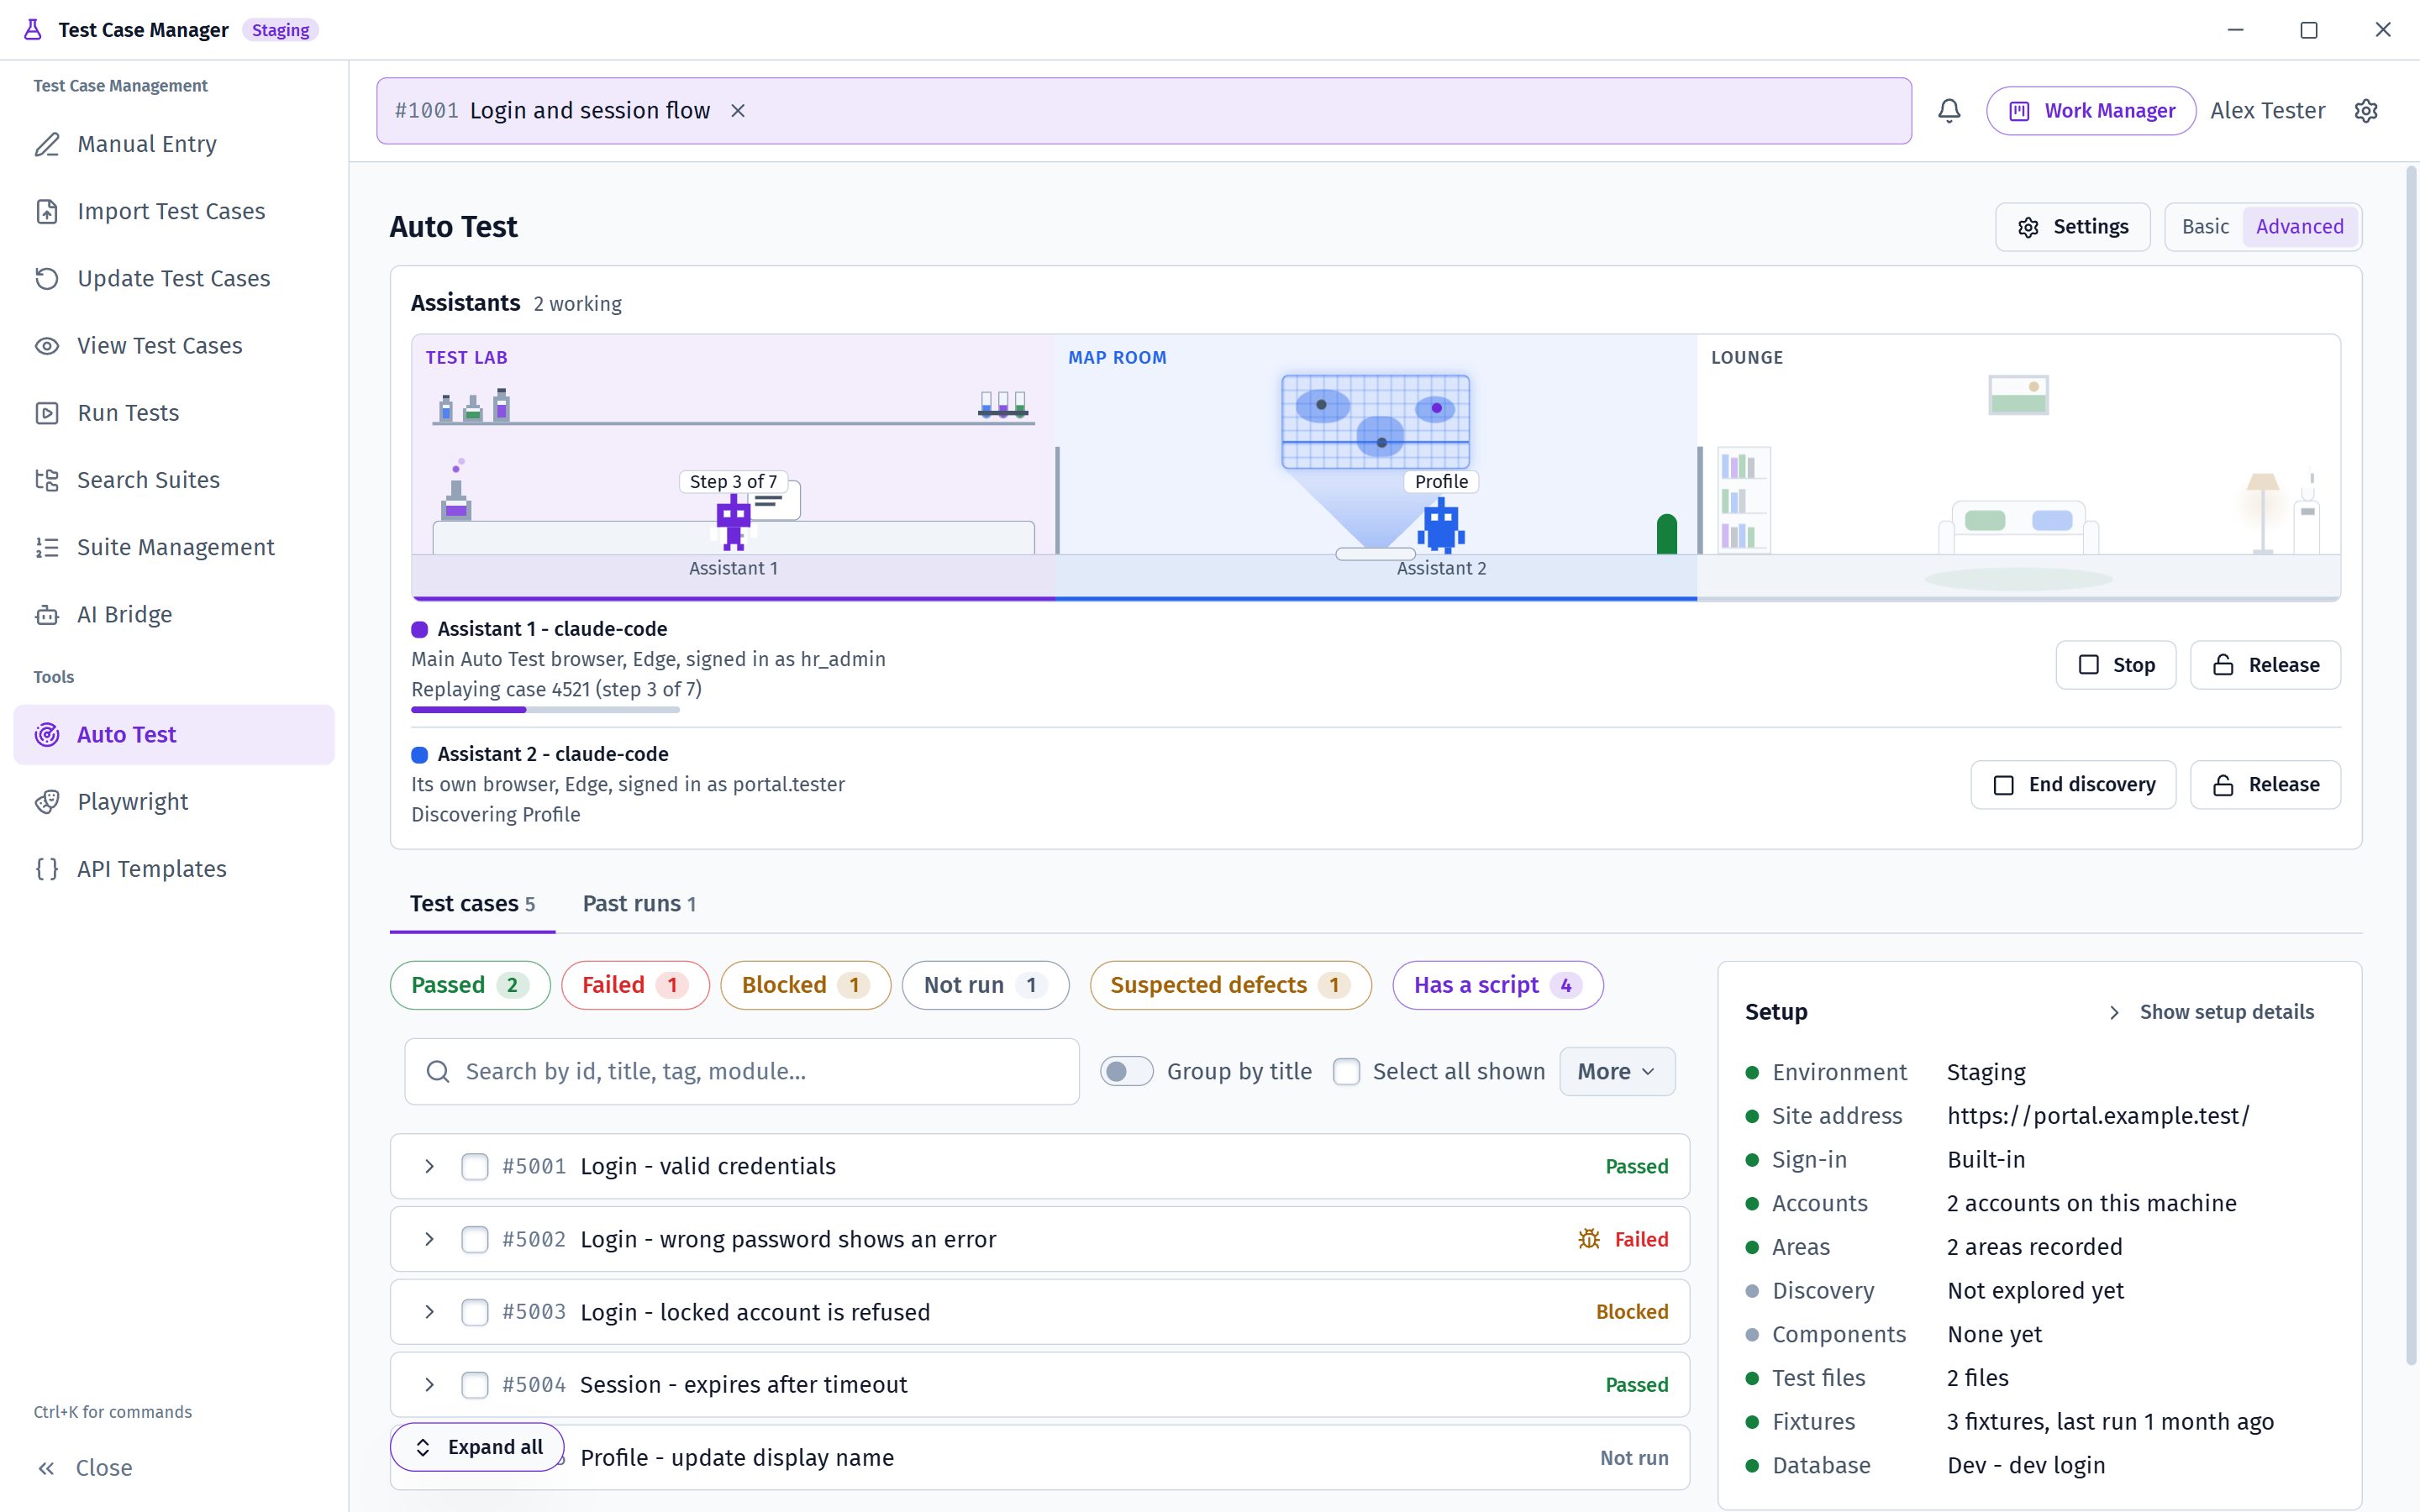 Test Case Manager Staging
Test Case Management
Manual Entry
Import Test Cases
Update Test Cases
View Test Cases
Run Tests
Search Suites
Suite Management
AI Bridge
Tools
Auto Test
Playwright
API Templates
Ctrl+K for commands
Close
#1001 Login and session flow
Work Manager
Alex Tester
Auto Test
Settings
Basic Advanced
Assistants 2 working
TEST LAB
MAP ROOM
LOUNGE
Step 3 of 7
Profile
Assistant 1
Assistant 2
Assistant 1 - claude-code
Main Auto Test browser, Edge, signed in as hr_admin
Replaying case 4521 (step 3 of 7)
Stop
Release
Assistant 2 - claude-code
Its own browser, Edge, signed in as portal.tester
Discovering Profile
End discovery
Release
Test cases 5
Past runs 1
Passed 2
Failed 1
Blocked 1
Not run 1
Suspected defects 1
Has a script 4
Search by id, title, tag, module...
Group by title
Select all shown
More
#5001 Login - valid credentials Passed
#5002 Login - wrong password shows an error Failed
#5003 Login - locked account is refused Blocked
#5004 Session - expires after timeout Passed
Expand all
Profile - update display name Not run
Setup
Show setup details
Environment Staging
Site address https://portal.example.test/
Sign-in Built-in
Accounts 2 accounts on this machine
Areas 2 areas recorded
Discovery Not explored yet
Components None yet
Test files 2 files
Fixtures 3 fixtures, last run 1 month ago
Database Dev - dev login